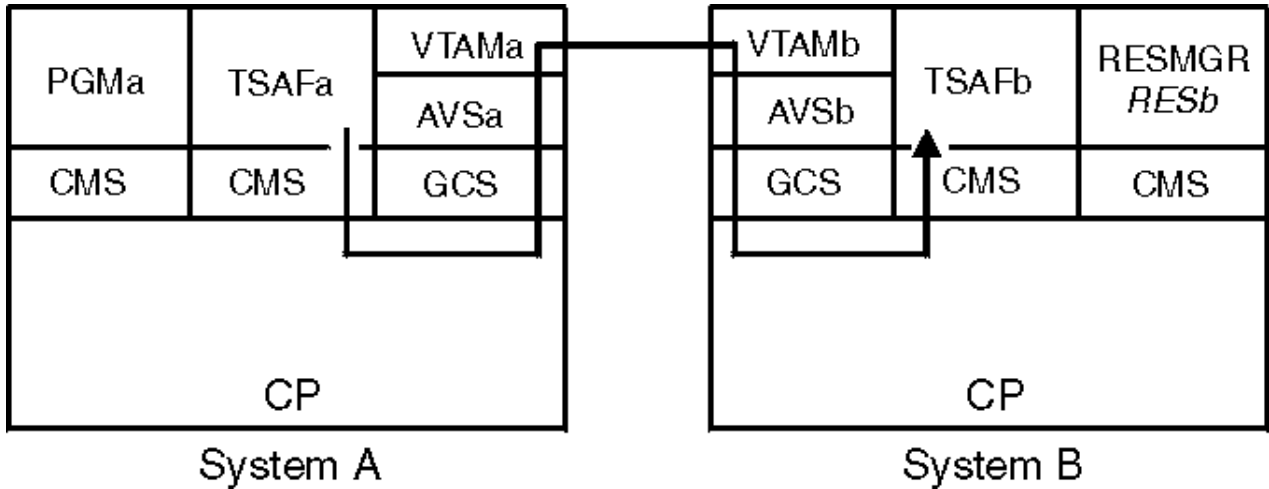 PGMa
TSAFa
VTAMa
AVSa
CMS
CMS
GCS
CP
System A
VTAMb
AVSb
TSAFb
RESMGR
RESb
GCS
CMS
CMS
CP
System B